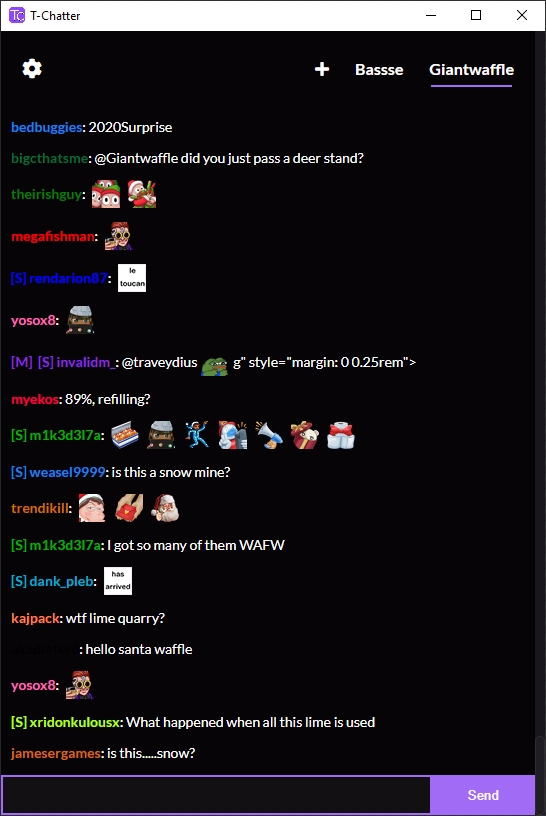 TC T-Chatter
+ Bassse Giantwaffle
bedbuggies: 2020Surprise
bigcthatsme: @Giantwaffle did you just pass a deer stand?
theirishguy:
megafishman:
[S] rendarion87: le toucan
yosox8:
[M] [S] invalidm_: @traveydius g" style="margin: 0 0.25rem">
myekos: 89%, refilling?
[S] m1k3d3l7a:
[S] weasel9999: is this a snow mine?
trendikill:
[S] m1k3d3l7a: I got so many of them WAFW
[S] dank_pleb: has arrived
kajpack: wtf lime quarry?
: hello santa waffle
yosox8:
[S] xridonkulousx: What happened when all this lime is used
jamesergames: is this.....snow?
Send